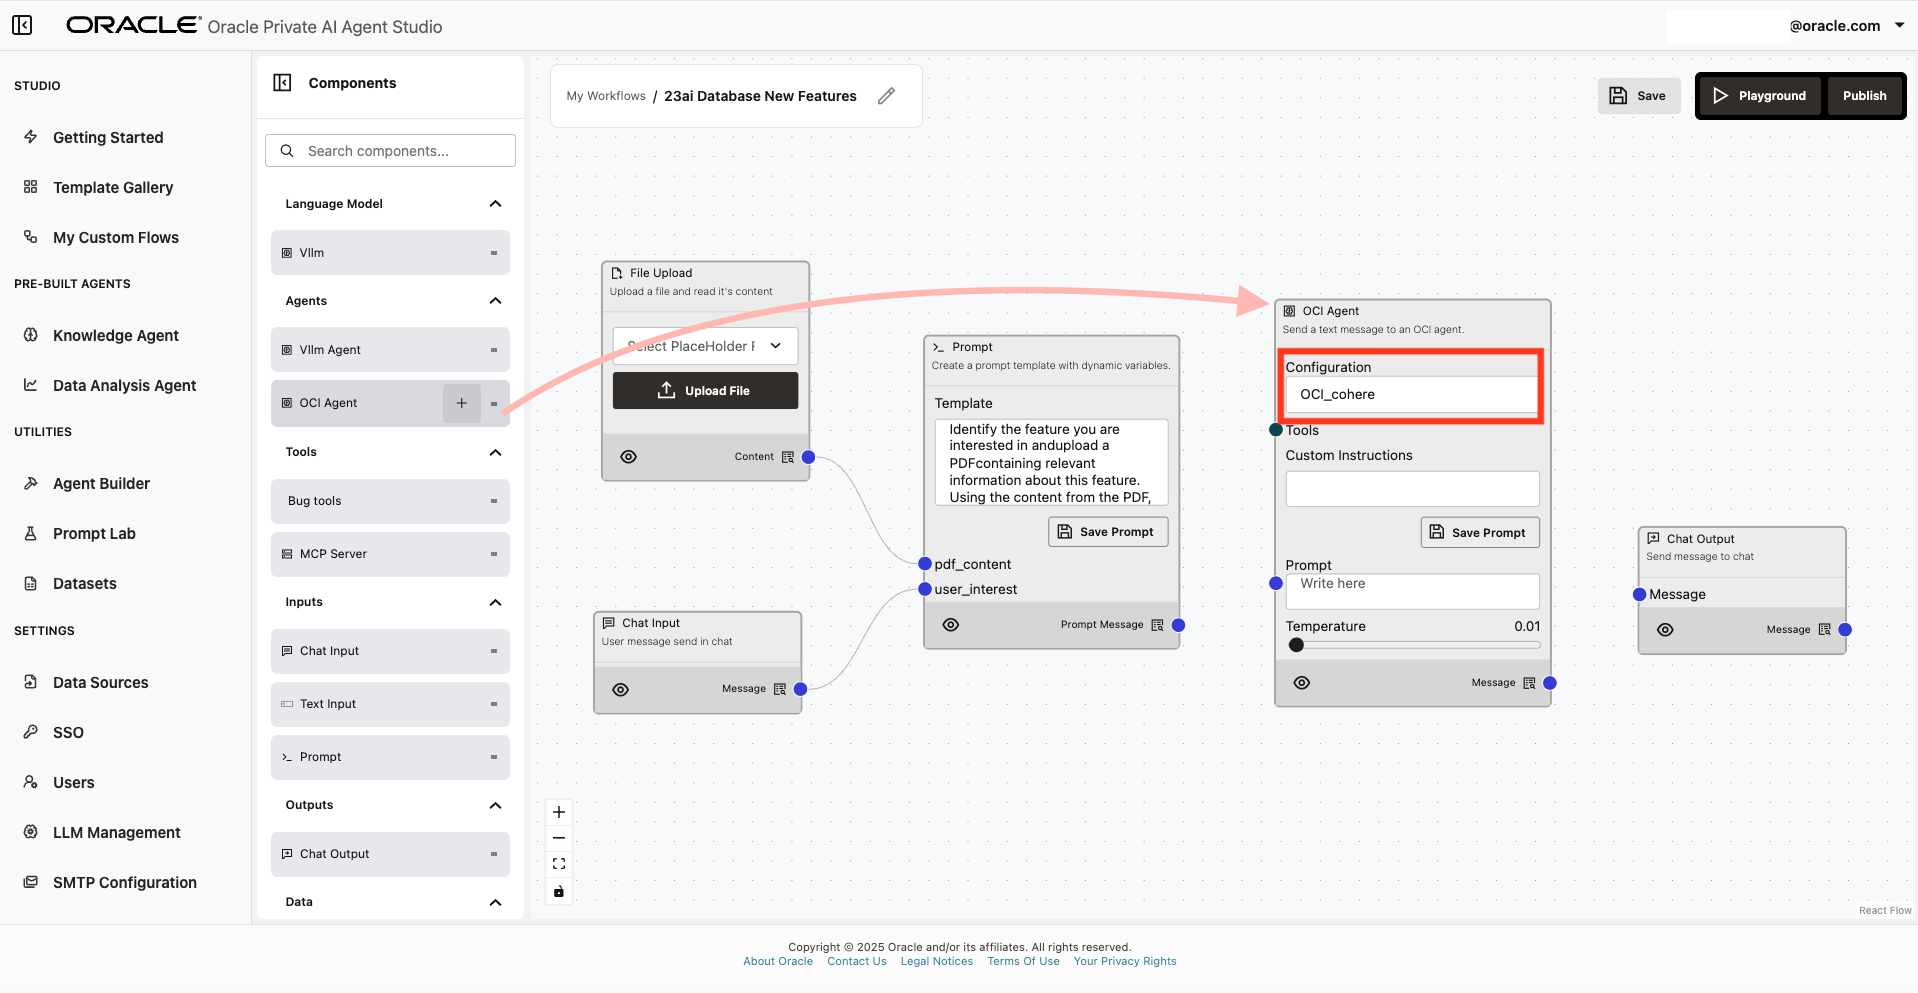 ORACLE Oracle Private AI Agent Studio
@oracle.com
STUDIO
Getting Started
Template Gallery
My Custom Flows
PRE-BUILT AGENTS
Knowledge Agent
Data Analysis Agent
UTILITIES
Agent Builder
Prompt Lab
Datasets
SETTINGS
Data Sources
SSO
Users
LLM Management
SMTP Configuration
Components
Search components...
Language Model
Vllm
Agents
Vllm Agent
OCI Agent
Tools
Bug tools
MCP Server
Inputs
Chat Input
Text Input
Prompt
Outputs
Chat Output
Data
My Workflows / 23ai Database New Features
Save
Playground
Publish
File Upload
Upload a file and read it's content
Select PlaceHolder F
Upload File
Content
Chat Input
User message send in chat
Message
Prompt
Create a prompt template with dynamic variables.
Template
Identify the feature you are
interested in andupload a
PDFcontaining relevant
information about this feature.
Using the content from the PDF,
Save Prompt
pdf_content
user_interest
Prompt Message
OCI Agent
Send a text message to an OCI agent.
Configuration
OCI_cohere
Tools
Custom Instructions
Save Prompt
Prompt
Write here
Temperature 0.01
Message
Chat Output
Send message to chat
Message
Message
React Flow
Copyright © 2025 Oracle and/or its affiliates. All rights reserved.
About Oracle Contact Us Legal Notices Terms Of Use Your Privacy Rights